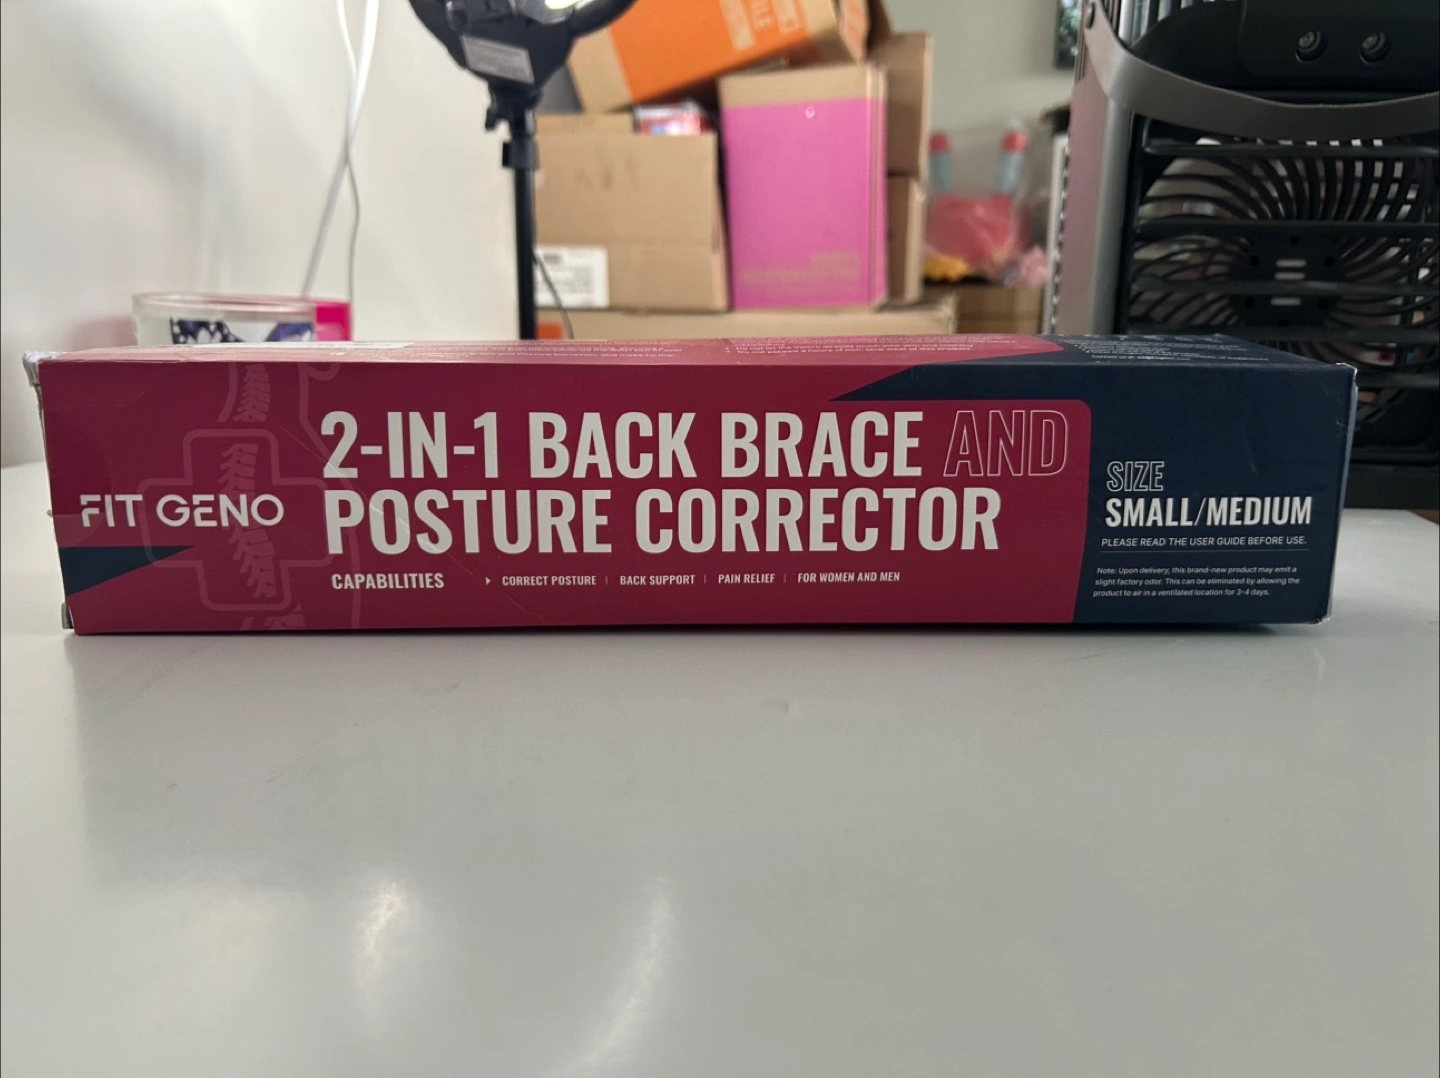 FIT GENO
2-IN-1 BACK BRACE AND
POSTURE CORRECTOR
CAPABILITIES
CORRECT POSTURE | BACK SUPPORT | PAIN RELIEF | FOR WOMEN AND MEN
SIZE
SMALL/MEDIUM
PLEASE READ THE USER GUIDE BEFORE USE.
Note: Upon delivery, this brand-new product may emit a
slight factory odor. This can be eliminated by allowing the
product to air in a ventilated location for 3-4 days.